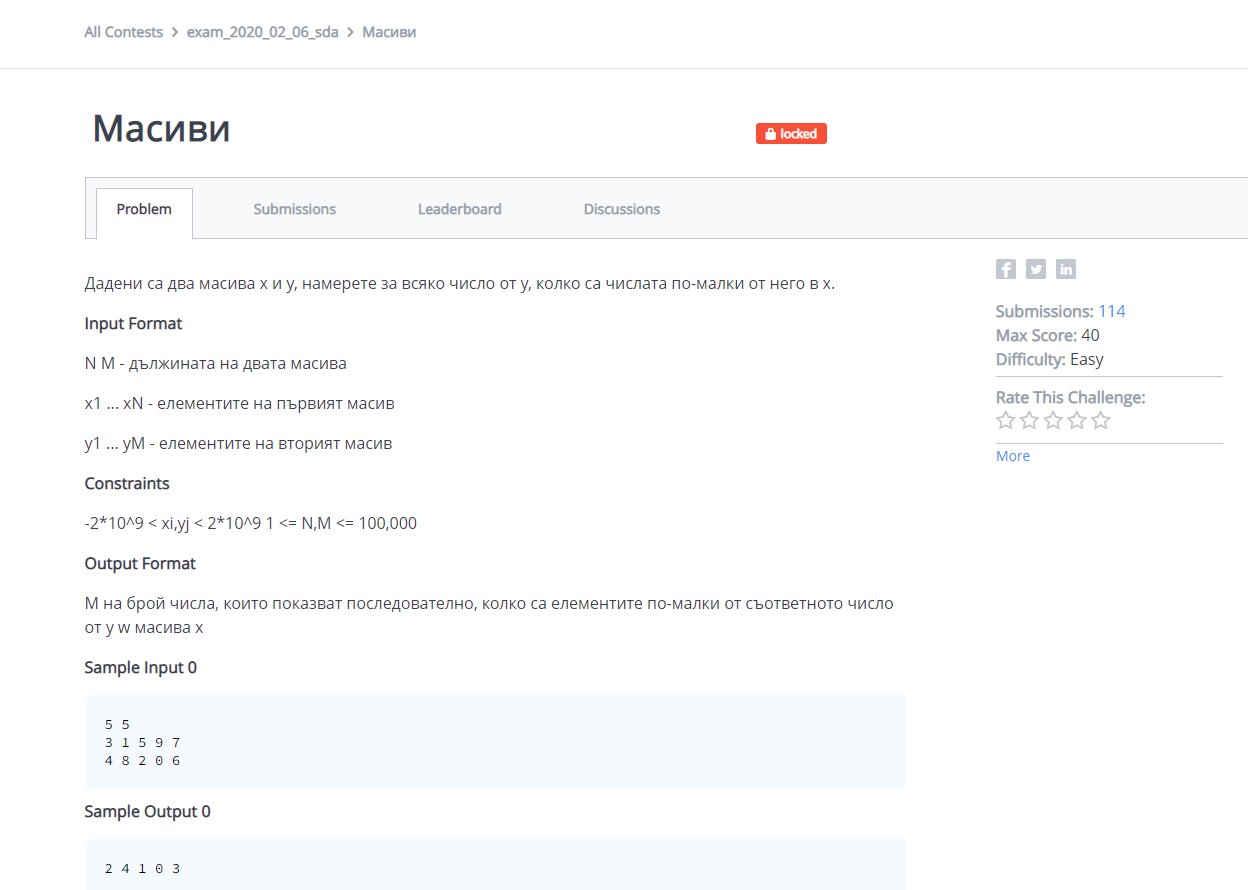 All Contests > exam_2020_02_06_sda > Масиви
Масиви
locked
Problem
Submissions
Leaderboard
Discussions
Дадени са два масива x и y, намерете за всяко число от y, колко са числата по-малки от него в x.
Input Format
N M - дължината на двата масива
x1 ... xN - елементите на първият масив
y1 ... yM - елементите на вторият масив
Constraints
-2*10^9 < xi,yj < 2*10^9 1 <= N,M <= 100,000
Output Format
M на брой числа, които показват последователно, колко са елементите по-малки от съответното число
от y w масива x
Sample Input 0
5 5
3 1 5 9 7
4 8 2 0 6
Sample Output 0
2 4 1 0 3
Submissions: 114
Max Score: 40
Difficulty: Easy
Rate This Challenge:
More